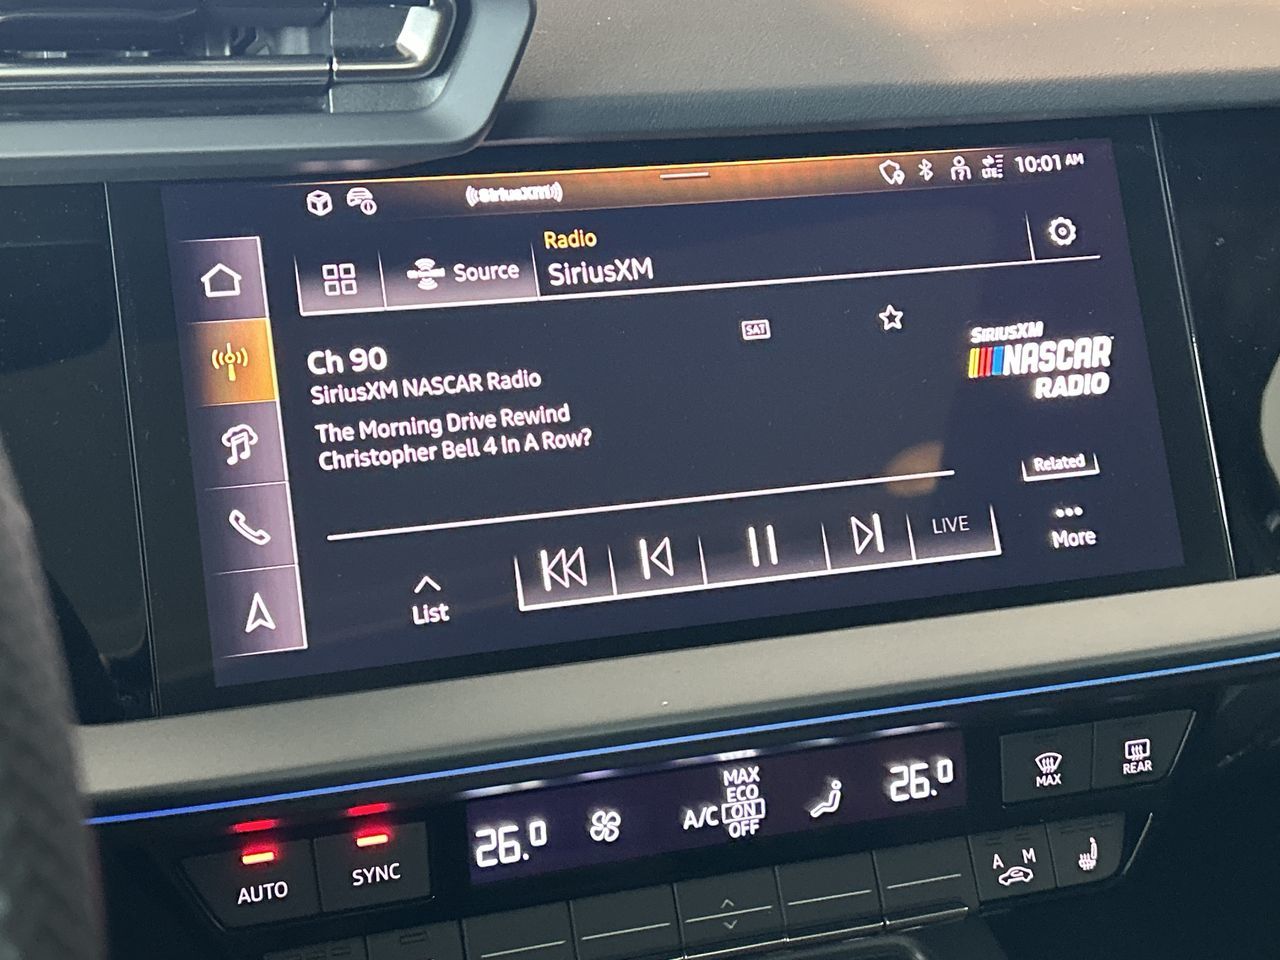 SiriusXM
LTE
10:01 AM
Source
Radio
SiriusXM
Ch 90
SAT
SiriusXM NASCAR Radio
The Morning Drive Rewind
Christopher Bell 4 In A Row?
SIRIUSXM
NASCAR
RADIO
Related
List
LIVE
More
26.0
A/C
MAX
ECO
ON
OFF
26.0
MAX
REAR
AUTO
SYNC
A M